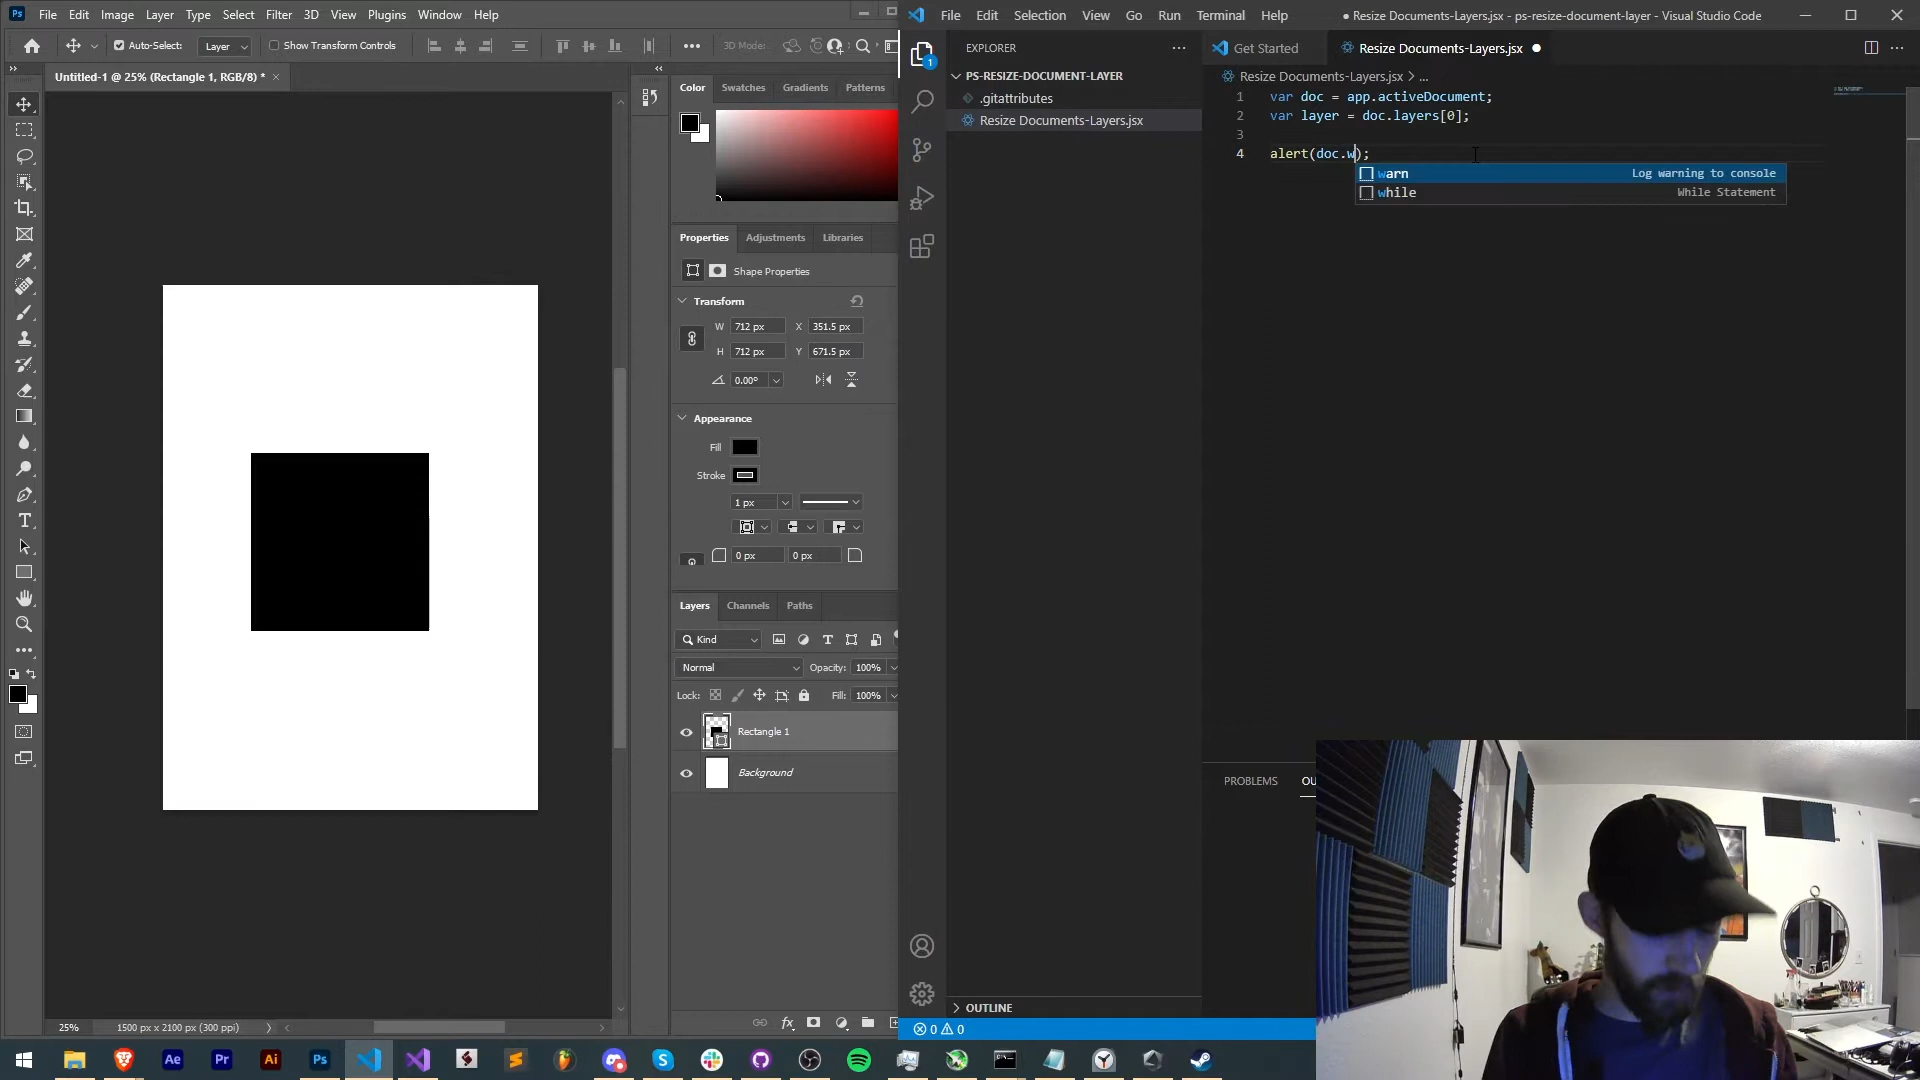 Ps File Edit Image Layer Type Select Filter 3D View Plugins Window Help
Auto-Select: Layer Show Transform Controls 3D Mode:
Untitled-1 @ 25% (Rectangle 1, RGB/8) *
Color Swatches Gradients Patterns
Properties Adjustments Libraries
Shape Properties
Transform
W 712 px X 351.5 px
H 712 px Y 671.5 px
0.00°
Appearance
Fill
Stroke
1 px
0 px 0 px
Layers Channels Paths
Kind
Normal Opacity: 100%
Lock: Fill: 100%
Rectangle 1
Background
25% 1500 px x 2100 px (300 ppi)
File Edit Selection View Go Run Terminal Help ● Resize Documents-Layers.jsx - ps-resize-document-layer - Visual Studio Code
EXPLORER
PS-RESIZE-DOCUMENT-LAYER
.gitattributes
Resize Documents-Layers.jsx
1
OUTLINE
Get Started Resize Documents-Layers.jsx
Resize Documents-Layers.jsx > ...
1 var doc = app.activeDocument;
2 var layer = doc.layers[0];
3
4 alert(doc.w);
warn Log warning to console
while While Statement
PROBLEMS OU
0 0
Ae Pr Ai Ps